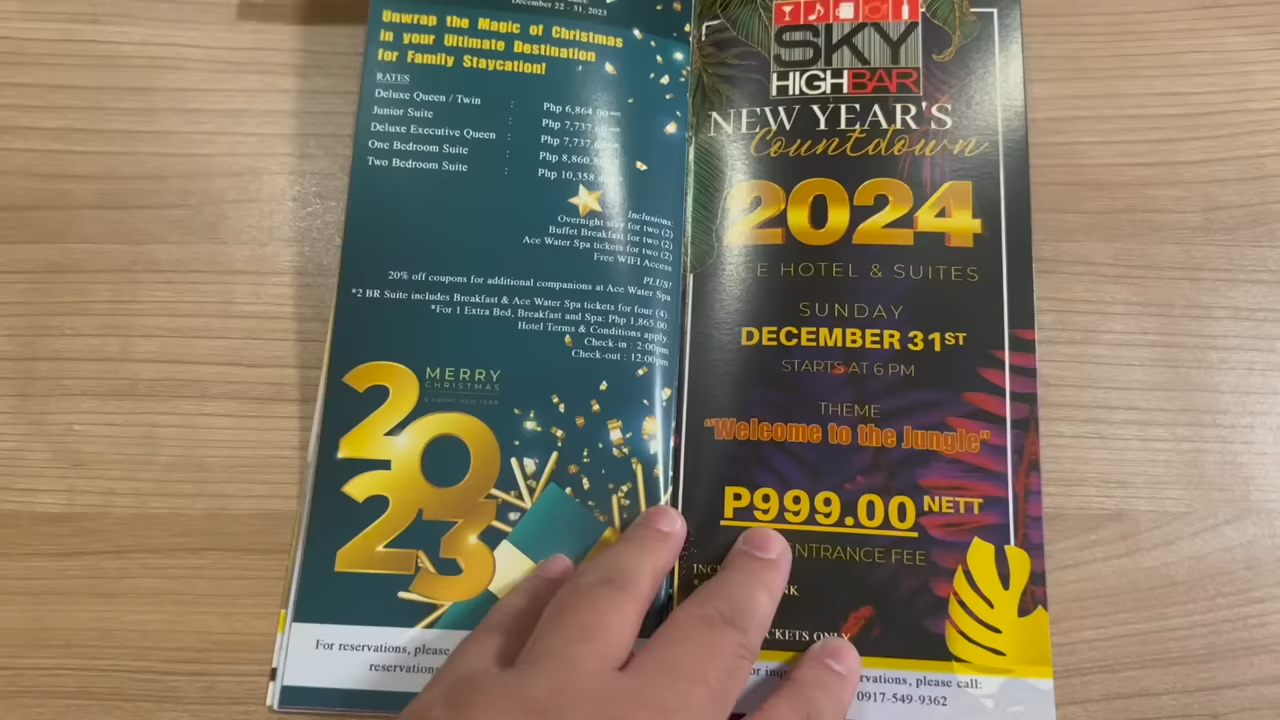 December 22 - 31, 2023
Unwrap the Magic of Christmas
in your Ultimate Destination
for Family Staycation!
RATES
Deluxe Queen / Twin : Php 6,864.00
Junior Suite : Php 7,737.
Deluxe Executive Queen : Php 7,737.
One Bedroom Suite : Php 8,860.
Two Bedroom Suite : Php 10,358.
Inclusions:
Overnight stay for two (2)
Buffet Breakfast for two (2)
Ace Water Spa tickets for two (2)
Free WIFI Access
PLUS!
20% off coupons for additional companions at Ace Water Spa
*2 BR Suite includes Breakfast & Ace Water Spa tickets for four (4).
*For 1 Extra Bed, Breakfast and Spa: Php 1,865.00
Hotel Terms & Conditions apply.
Check-in : 2:00pm
Check-out : 12:00pm
MERRY
CHRISTMAS
& HAPPY NEW YEAR
2023
For reservations, please
SKY
HIGHBAR
NEW YEAR'S
Countdown
2024
ACE HOTEL & SUITES
SUNDAY
DECEMBER 31ST
STARTS AT 6 PM
THEME
"Welcome to the Jungle"
P999.00 NETT
ENTRANCE FEE
ONLY
please call:
0917-549-9362